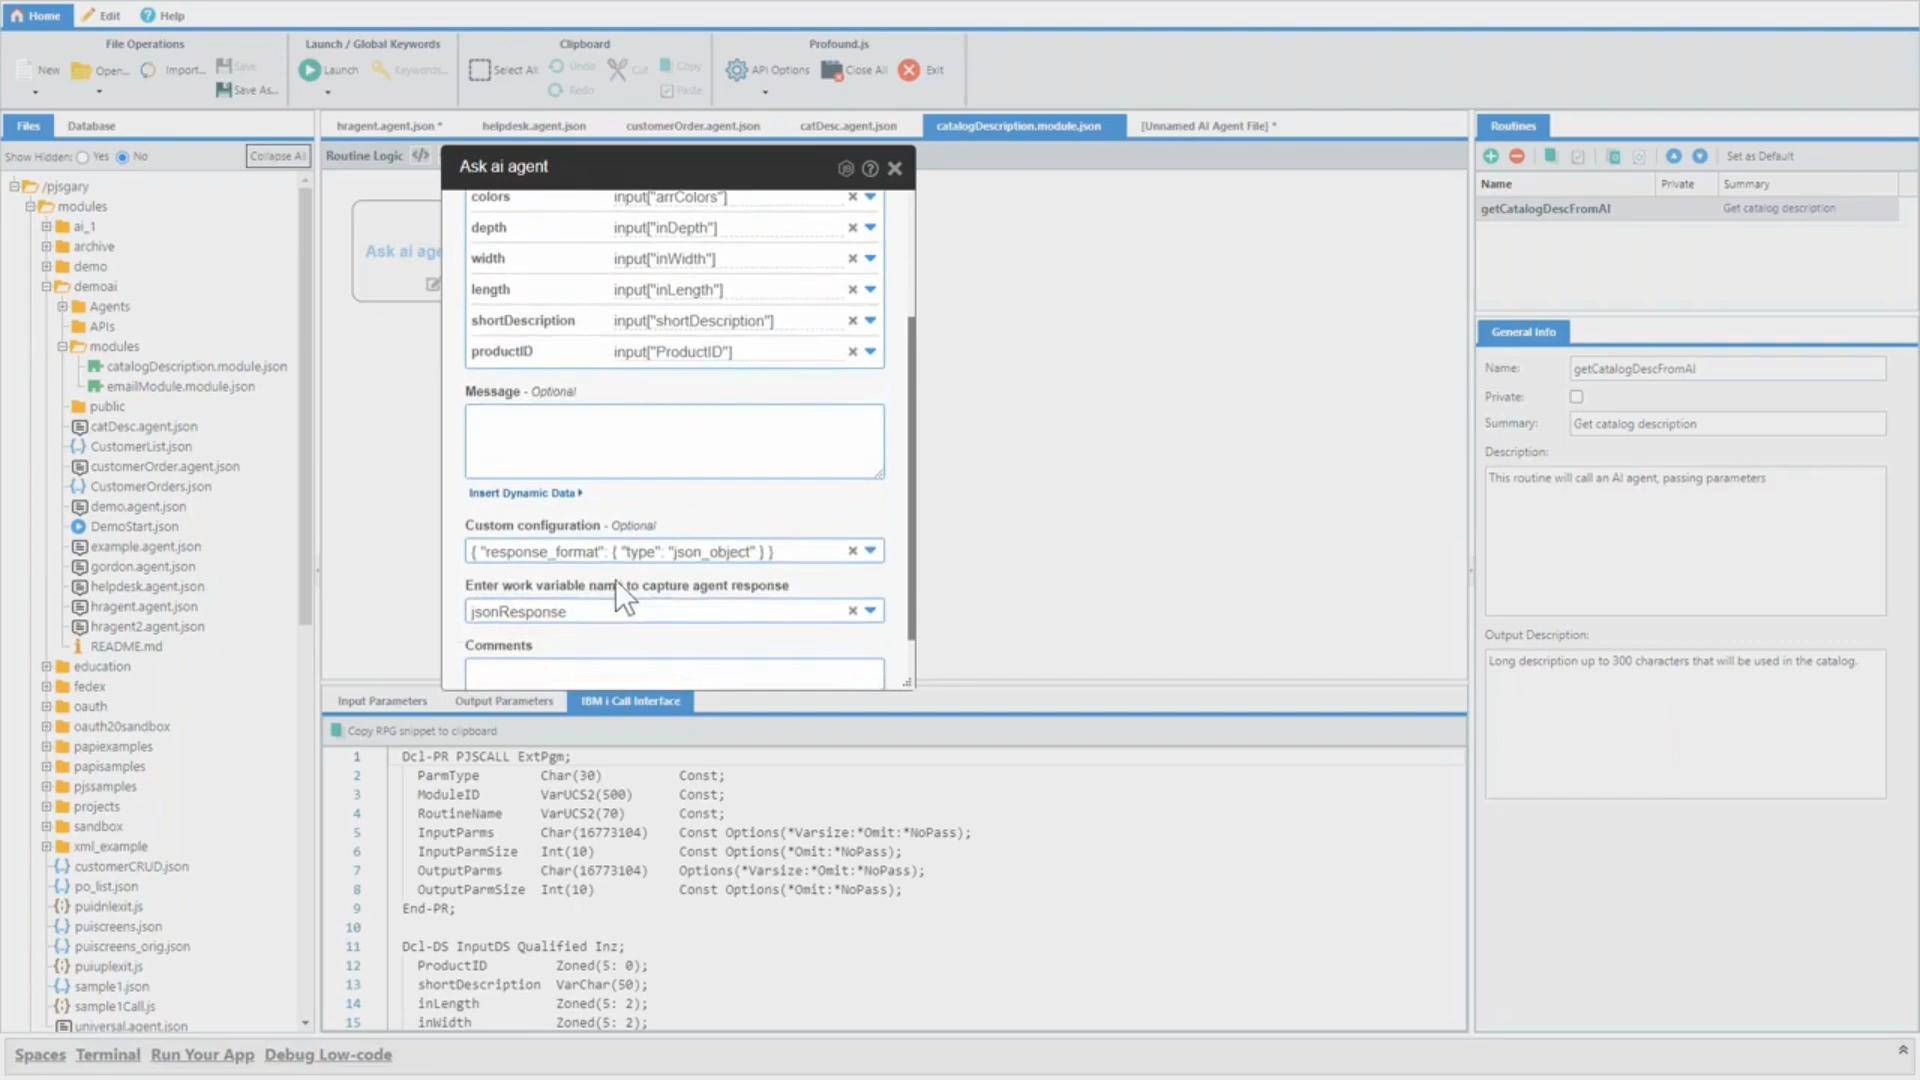 Home
Edit
Help
File Operations
Launch / Global Keywords
Clipboard
Profound.js
New
Open...
Import...
Save
Save As...
Launch
Keywords...
Select All
Undo
Redo
Cut
Copy
Paste
API Options
Close All
Exit
Files
Database
Show Hidden: Yes No
Collapse All
/pjsgary
modules
ai_1
archive
demo
demoai
Agents
APIs
modules
catalogDescription.module.json
emailModule.module.json
public
catDesc.agent.json
CustomerList.json
customerOrder.agent.json
CustomerOrders.json
demo.agent.json
DemoStart.json
example.agent.json
gordon.agent.json
helpdesk.agent.json
hragent.agent.json
hragent2.agent.json
README.md
education
fedex
oauth
oauth20sandbox
papiexamples
papisamples
pjssamples
projects
sandbox
xml_example
customerCRUD.json
po_list.json
puidnlexit.js
puiscreens.json
puiscreens_orig.json
puiuplexit.js
sample1.json
sample1Call.js
universal.agent.json
hragent.agent.json *
helpdesk.agent.json
customerOrder.agent.json
catDesc.agent.json
catalogDescription.module.json
[Unnamed AI Agent File] *
Routine Logic
Ask ai age
Ask ai agent
colors input["arrColors"]
depth input["inDepth"]
width input["inWidth"]
length input["inLength"]
shortDescription input["shortDescription"]
productID input["ProductID"]
Message - Optional
Insert Dynamic Data
Custom configuration - Optional
{ "response_format": { "type": "json_object" } }
Enter work variable name to capture agent response
jsonResponse
Comments
Input Parameters
Output Parameters
IBM i Call Interface
Copy RPG snippet to clipboard
1 Dcl-PR PJSCALL ExtPgm;
2 ParmType Char(30) Const;
3 ModuleID VarUCS2(500) Const;
4 RoutineName VarUCS2(70) Const;
5 InputParms Char(16773104) Const Options(*Varsize:*Omit:*NoPass);
6 InputParmSize Int(10) Const Options(*Omit:*NoPass);
7 OutputParms Char(16773104) Options(*Varsize:*Omit:*NoPass);
8 OutputParmSize Int(10) Const Options(*Omit:*NoPass);
9 End-PR;
10
11 Dcl-DS InputDS Qualified Inz;
12 ProductID Zoned(5: 0);
13 shortDescription VarChar(50);
14 inLength Zoned(5: 2);
15 inWidth Zoned(5: 2);
Routines
Set as Default
Name Private Summary
getCatalogDescFromAI Get catalog description
General Info
Name: getCatalogDescFromAI
Private:
Summary: Get catalog description
Description:
This routine will call an AI agent, passing parameters
Output Description:
Long description up to 300 characters that will be used in the catalog.
Spaces Terminal Run Your App Debug Low-code